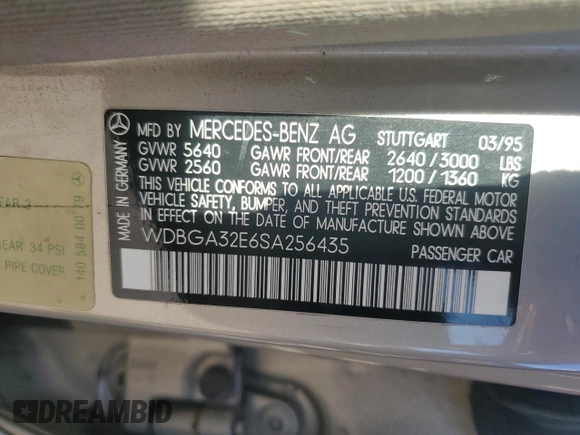 MADE IN GERMANY
MFD BY MERCEDES-BENZ AG STUTTGART 03/95
GVWR 5640 GAWR FRONT/REAR 2640/3000 LBS
GVWR 2560 GAWR FRONT/REAR 1200/1360 KG
THIS VEHICLE CONFORMS TO ALL APPLICABLE U.S. FEDERAL MOTOR
VEHICLE SAFETY, BUMPER, AND THEFT PREVENTION STANDARDS IN
EFFECT ON THE DATE OF MANUFACTURE SHOWN ABOVE.
WDBGA32E6SA256435 PASSENGER CAR
EAR 3
EAR 34 PSI
PIPE COVER
140 584 00 79
DREAMBID